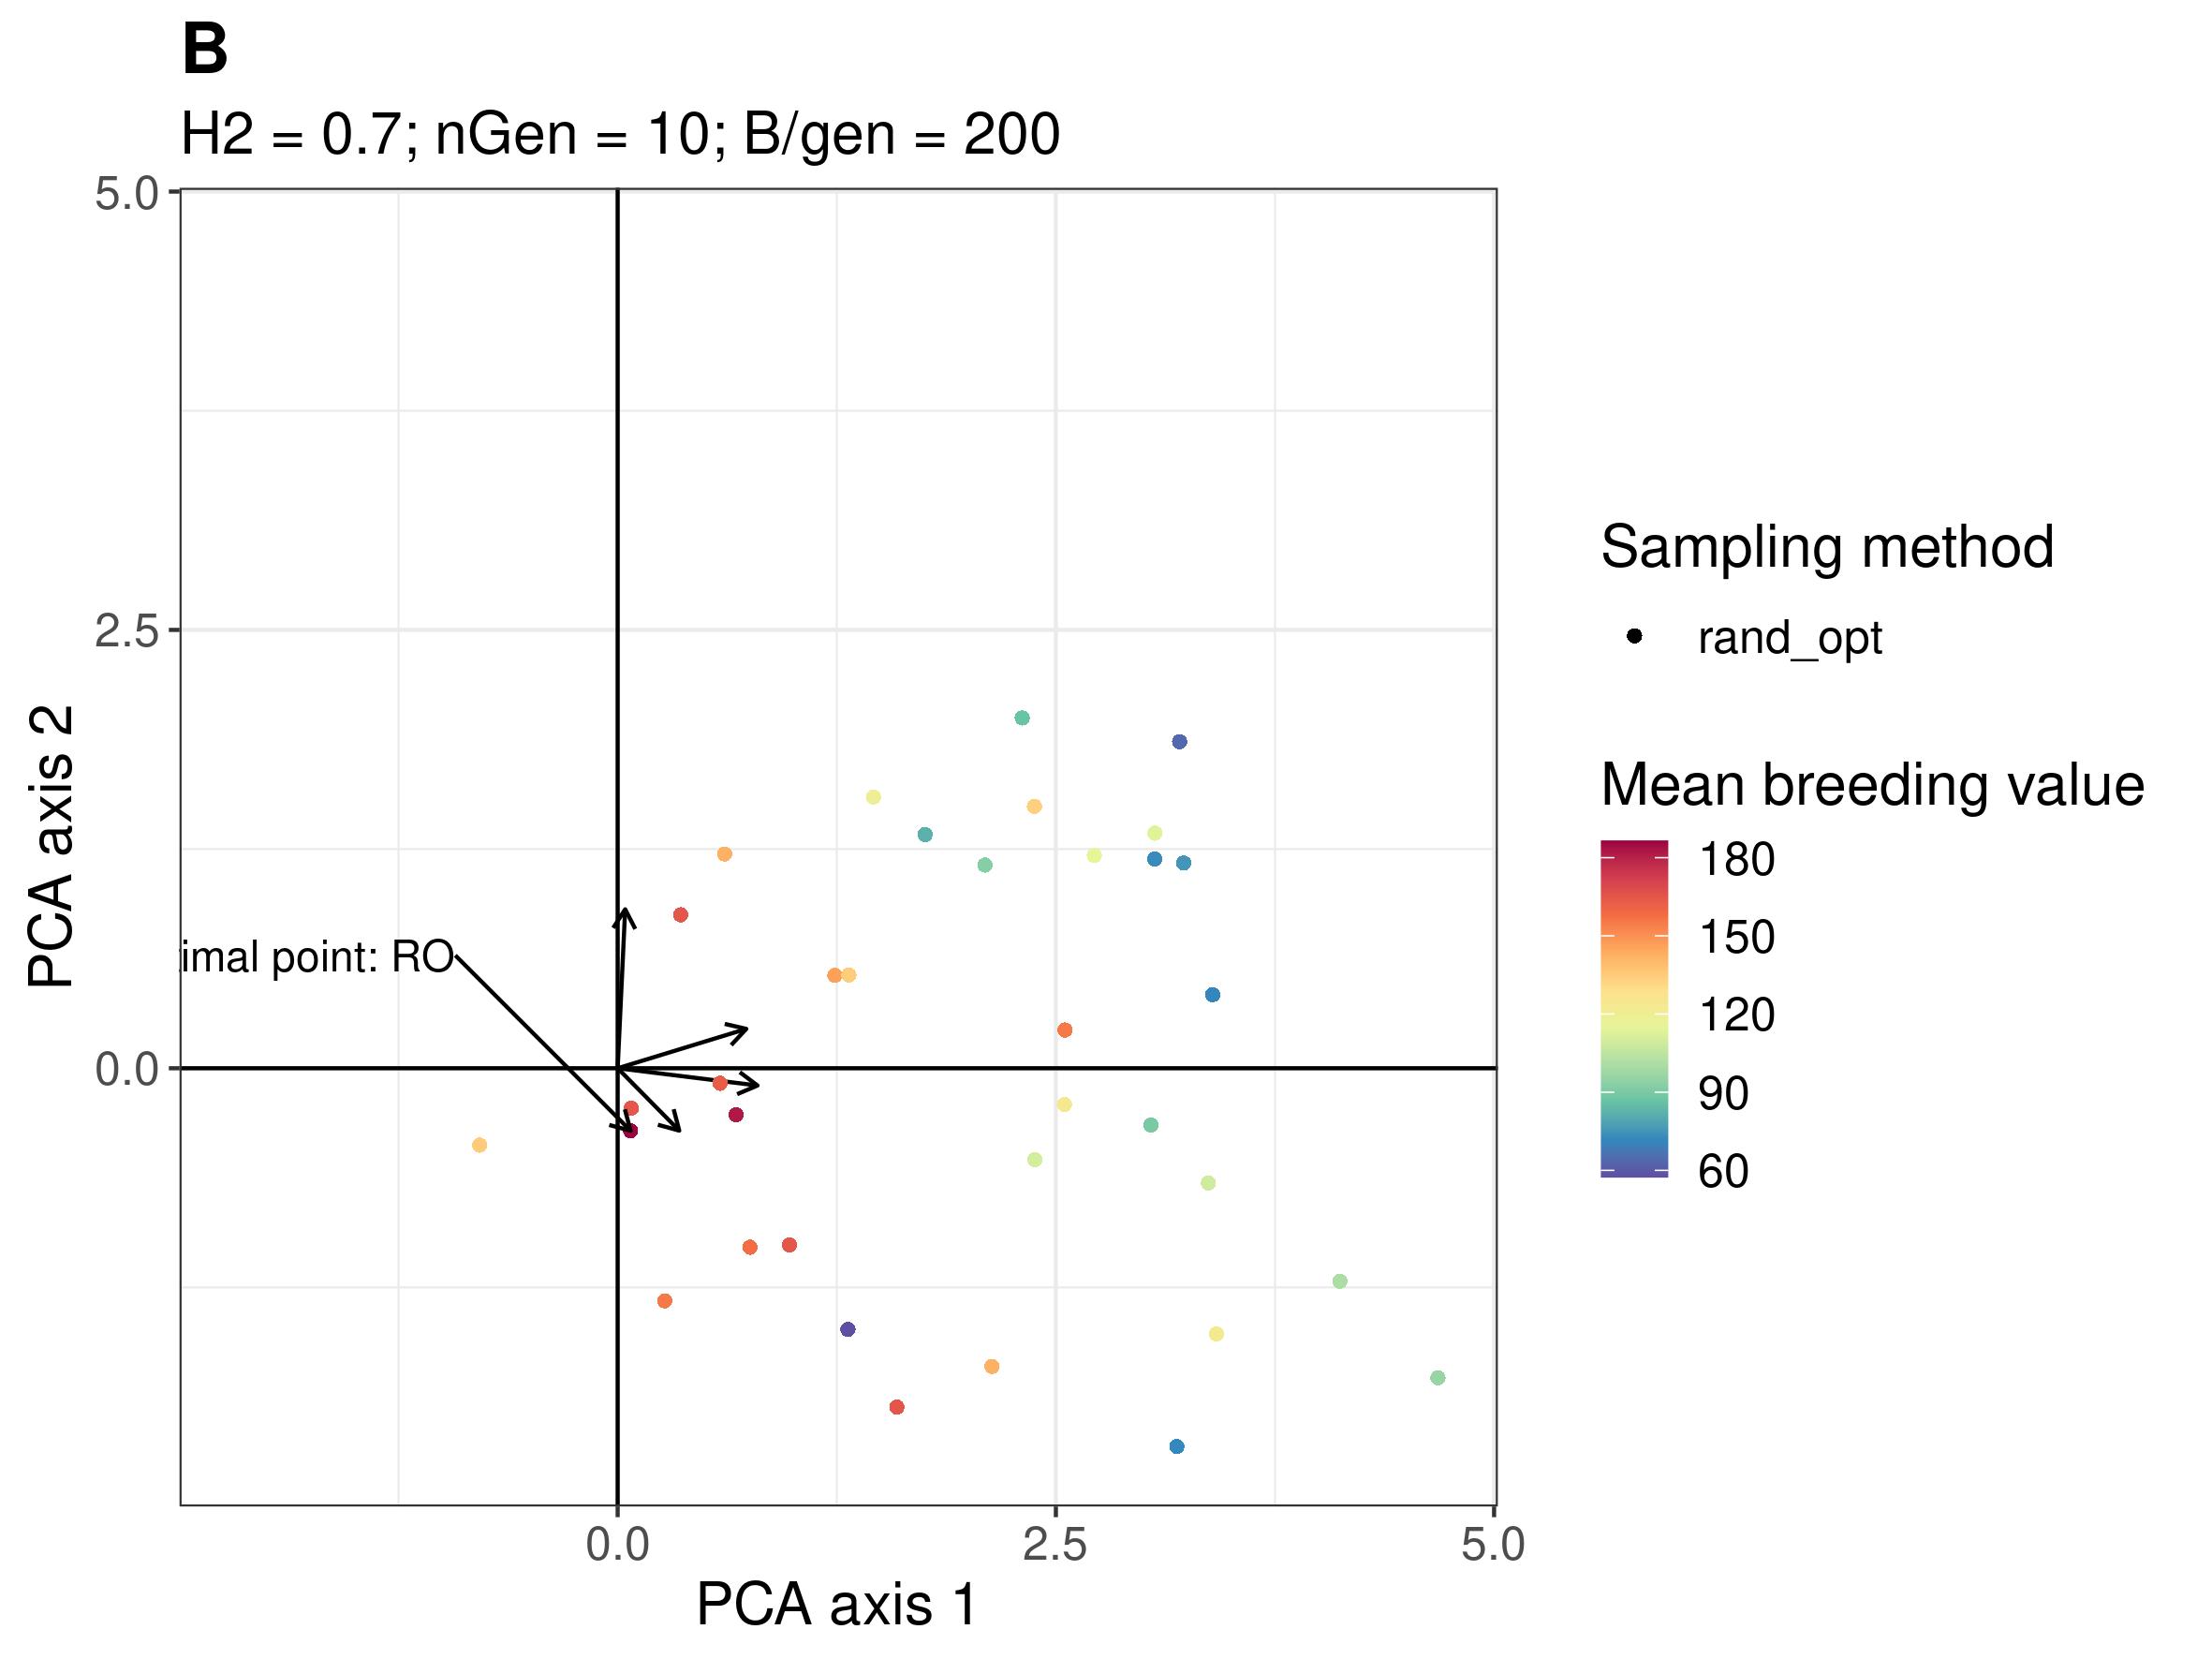 B
H2 = 0.7; nGen = 10; B/gen = 200
5.0
2.5
0.0
PCA axis 2
imal point: RO
0.0 2.5 5.0
PCA axis 1
Sampling method
rand_opt
Mean breeding value
180
150
120
90
60